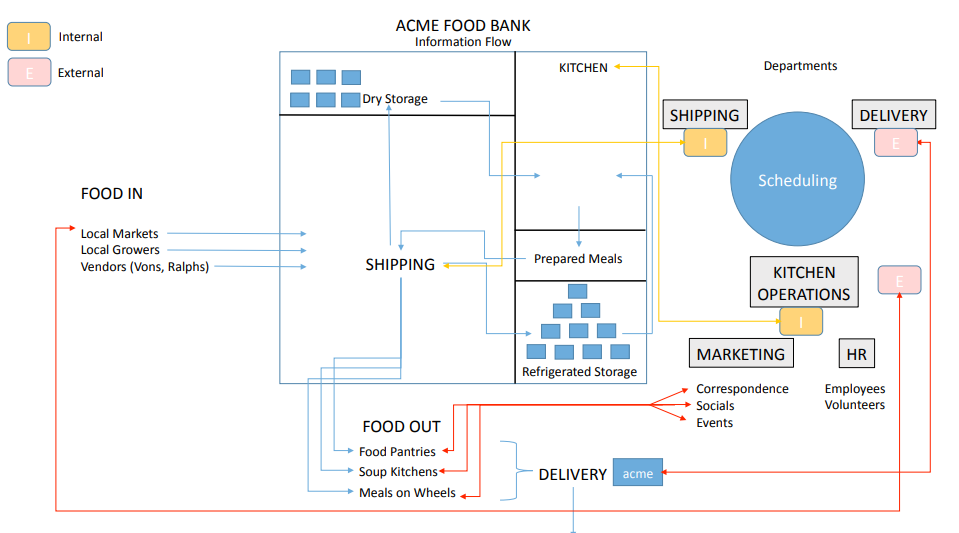 ACME FOOD BANK
Information Flow
I
Internal
E
External
KITCHEN
Departments
Dry Storage
SHIPPING
DELIVERY
I
E
Scheduling
FOOD IN
Local Markets
Local Growers
Vendors (Vons, Ralphs)
SHIPPING
Prepared Meals
KITCHEN
OPERATIONS
E
I
Refrigerated Storage
MARKETING
HR
Correspondence
Socials
Events
Employees
Volunteers
FOOD OUT
Food Pantries
Soup Kitchens
Meals on Wheels
DELIVERY
acme